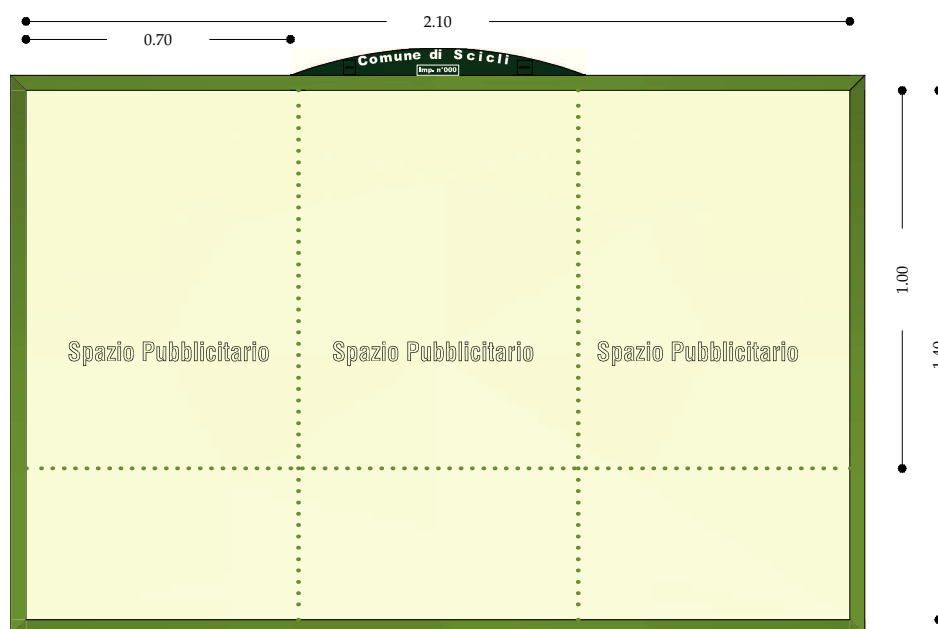 2.10
0.70
Comune di Scicli
Imp. n°000
1.00
Spazio Pubblicitario
Spazio Pubblicitario
Spazio Pubblicitario